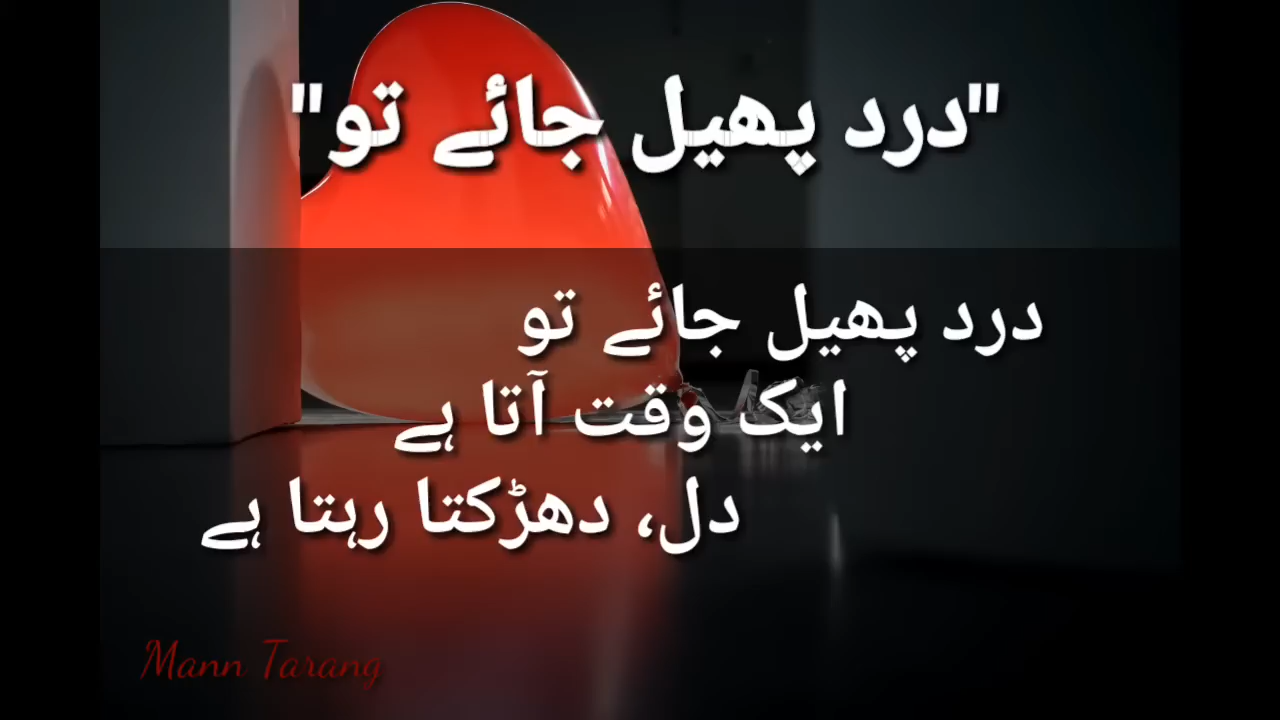 "درد پھیل جائے تو"
درد پھیل جائے تو
ایک وقت آتا ہے
دل، دھڑکتا رہتا ہے
Mann Tarang